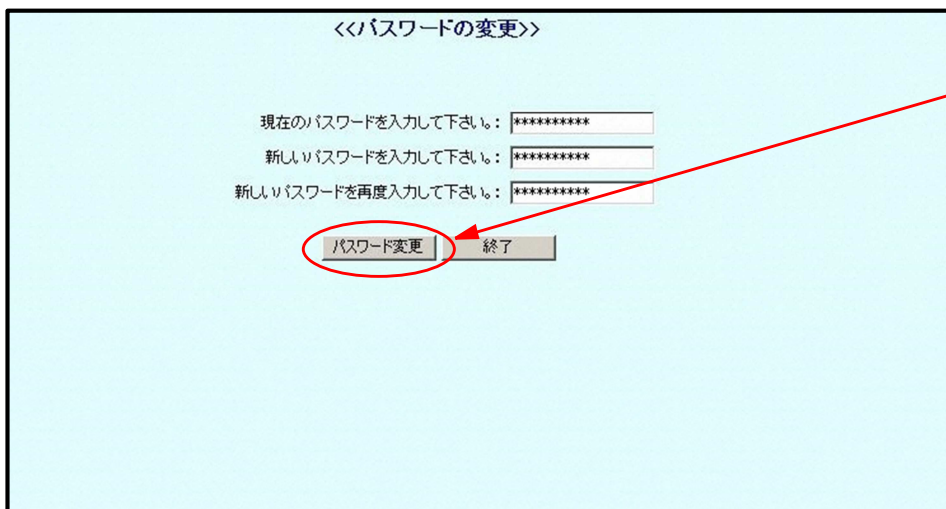 <<パスワードの変更>>
現在のパスワードを入力して下さい。: **********
新しいパスワードを入力して下さい。: **********
新しいパスワードを再度入力して下さい。: **********
パスワード変更 終了